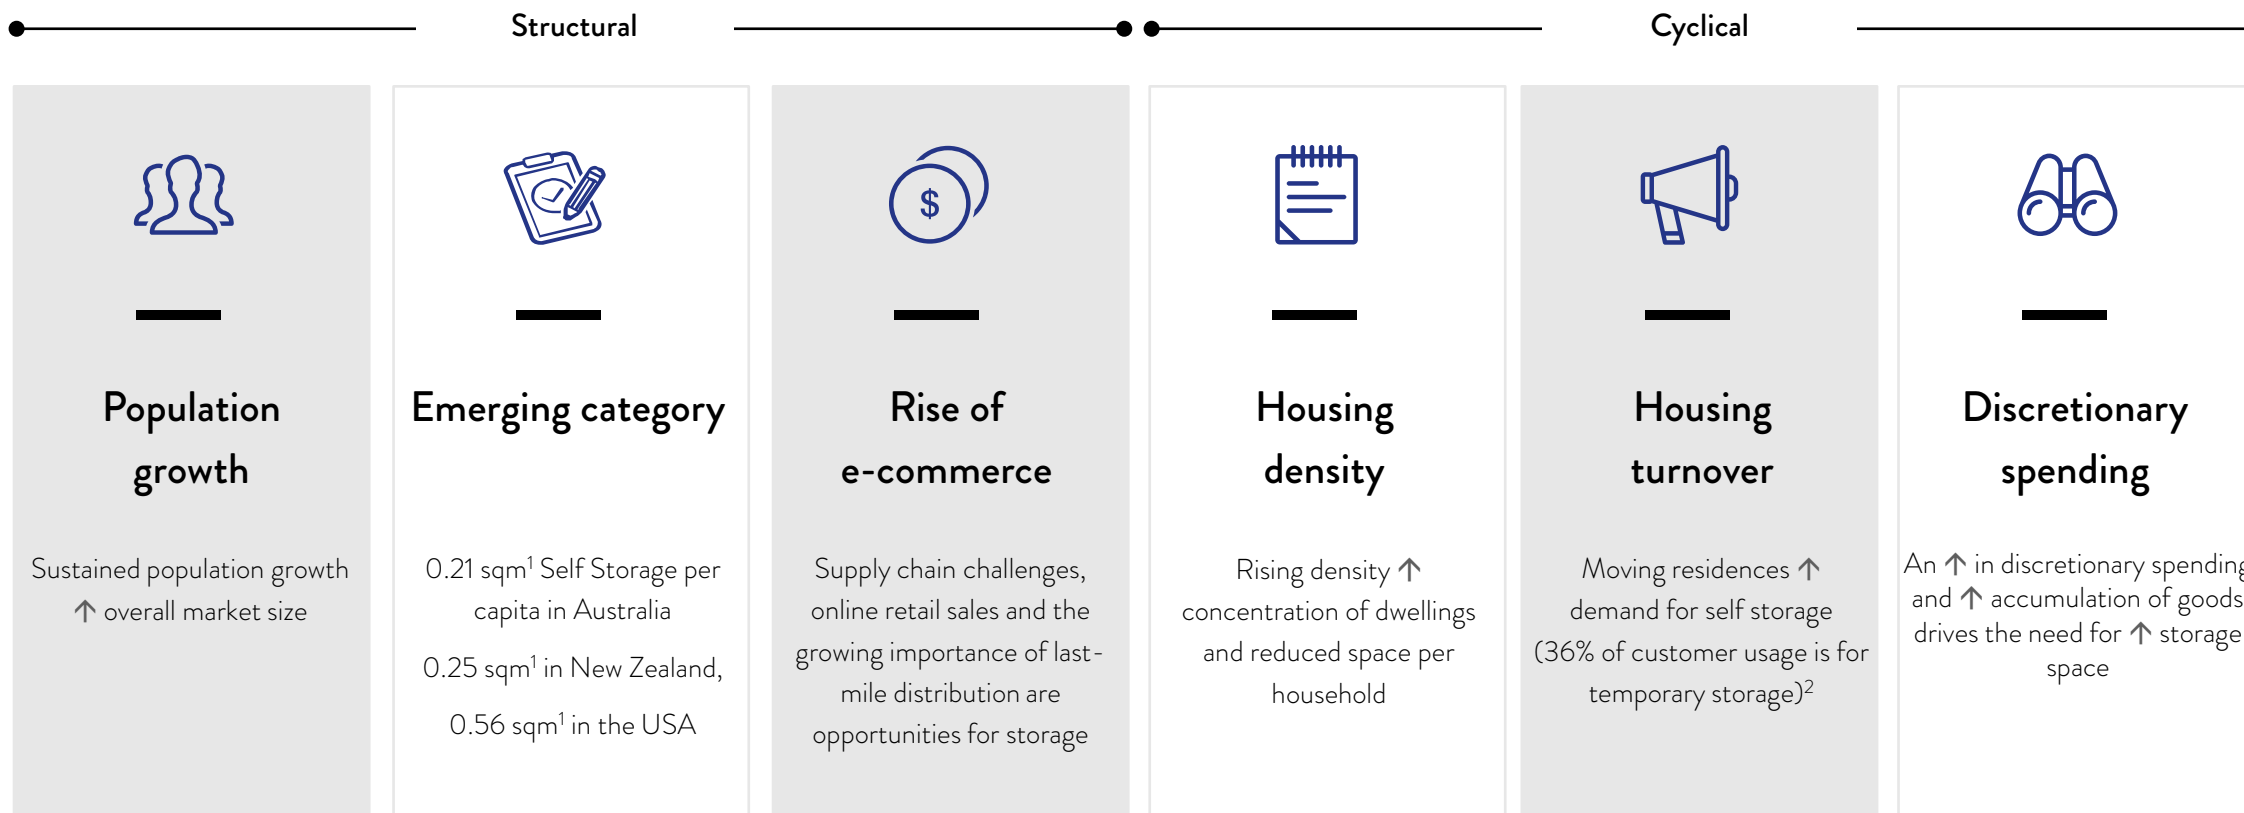 Structural
Cyclical
Population
growth
Sustained population growth
↑ overall market size
Emerging category
0.21 sqm¹ Self Storage per
capita in Australia
0.25 sqm¹ in New Zealand,
0.56 sqm¹ in the USA
$
Rise of
e-commerce
Supply chain challenges,
online retail sales and the
growing importance of last-
mile distribution are
opportunities for storage
Housing
density
Rising density ↑
concentration of dwellings
and reduced space per
household
Housing
turnover
Moving residences ↑
demand for self storage
(36% of customer usage is for
temporary storage)²
Discretionary
spending
An ↑ in discretionary spending
and ↑ accumulation of goods
drives the need for ↑ storage
space